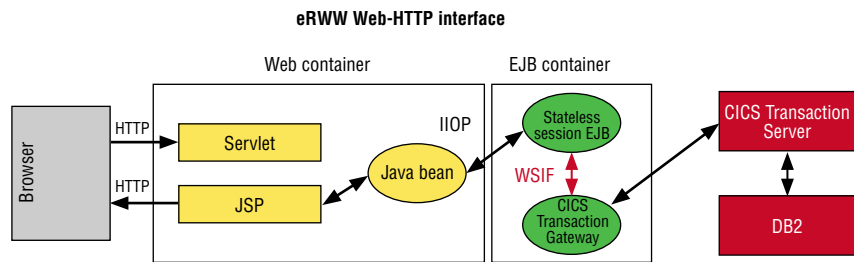 eRWW Web-HTTP interface
Web container
EJB container
Browser
HTTP
HTTP
Servlet
JSP
Java bean
IIOP
Stateless
session EJB
WSIF
CICS
Transaction
Gateway
CICS Transaction
Server
DB2